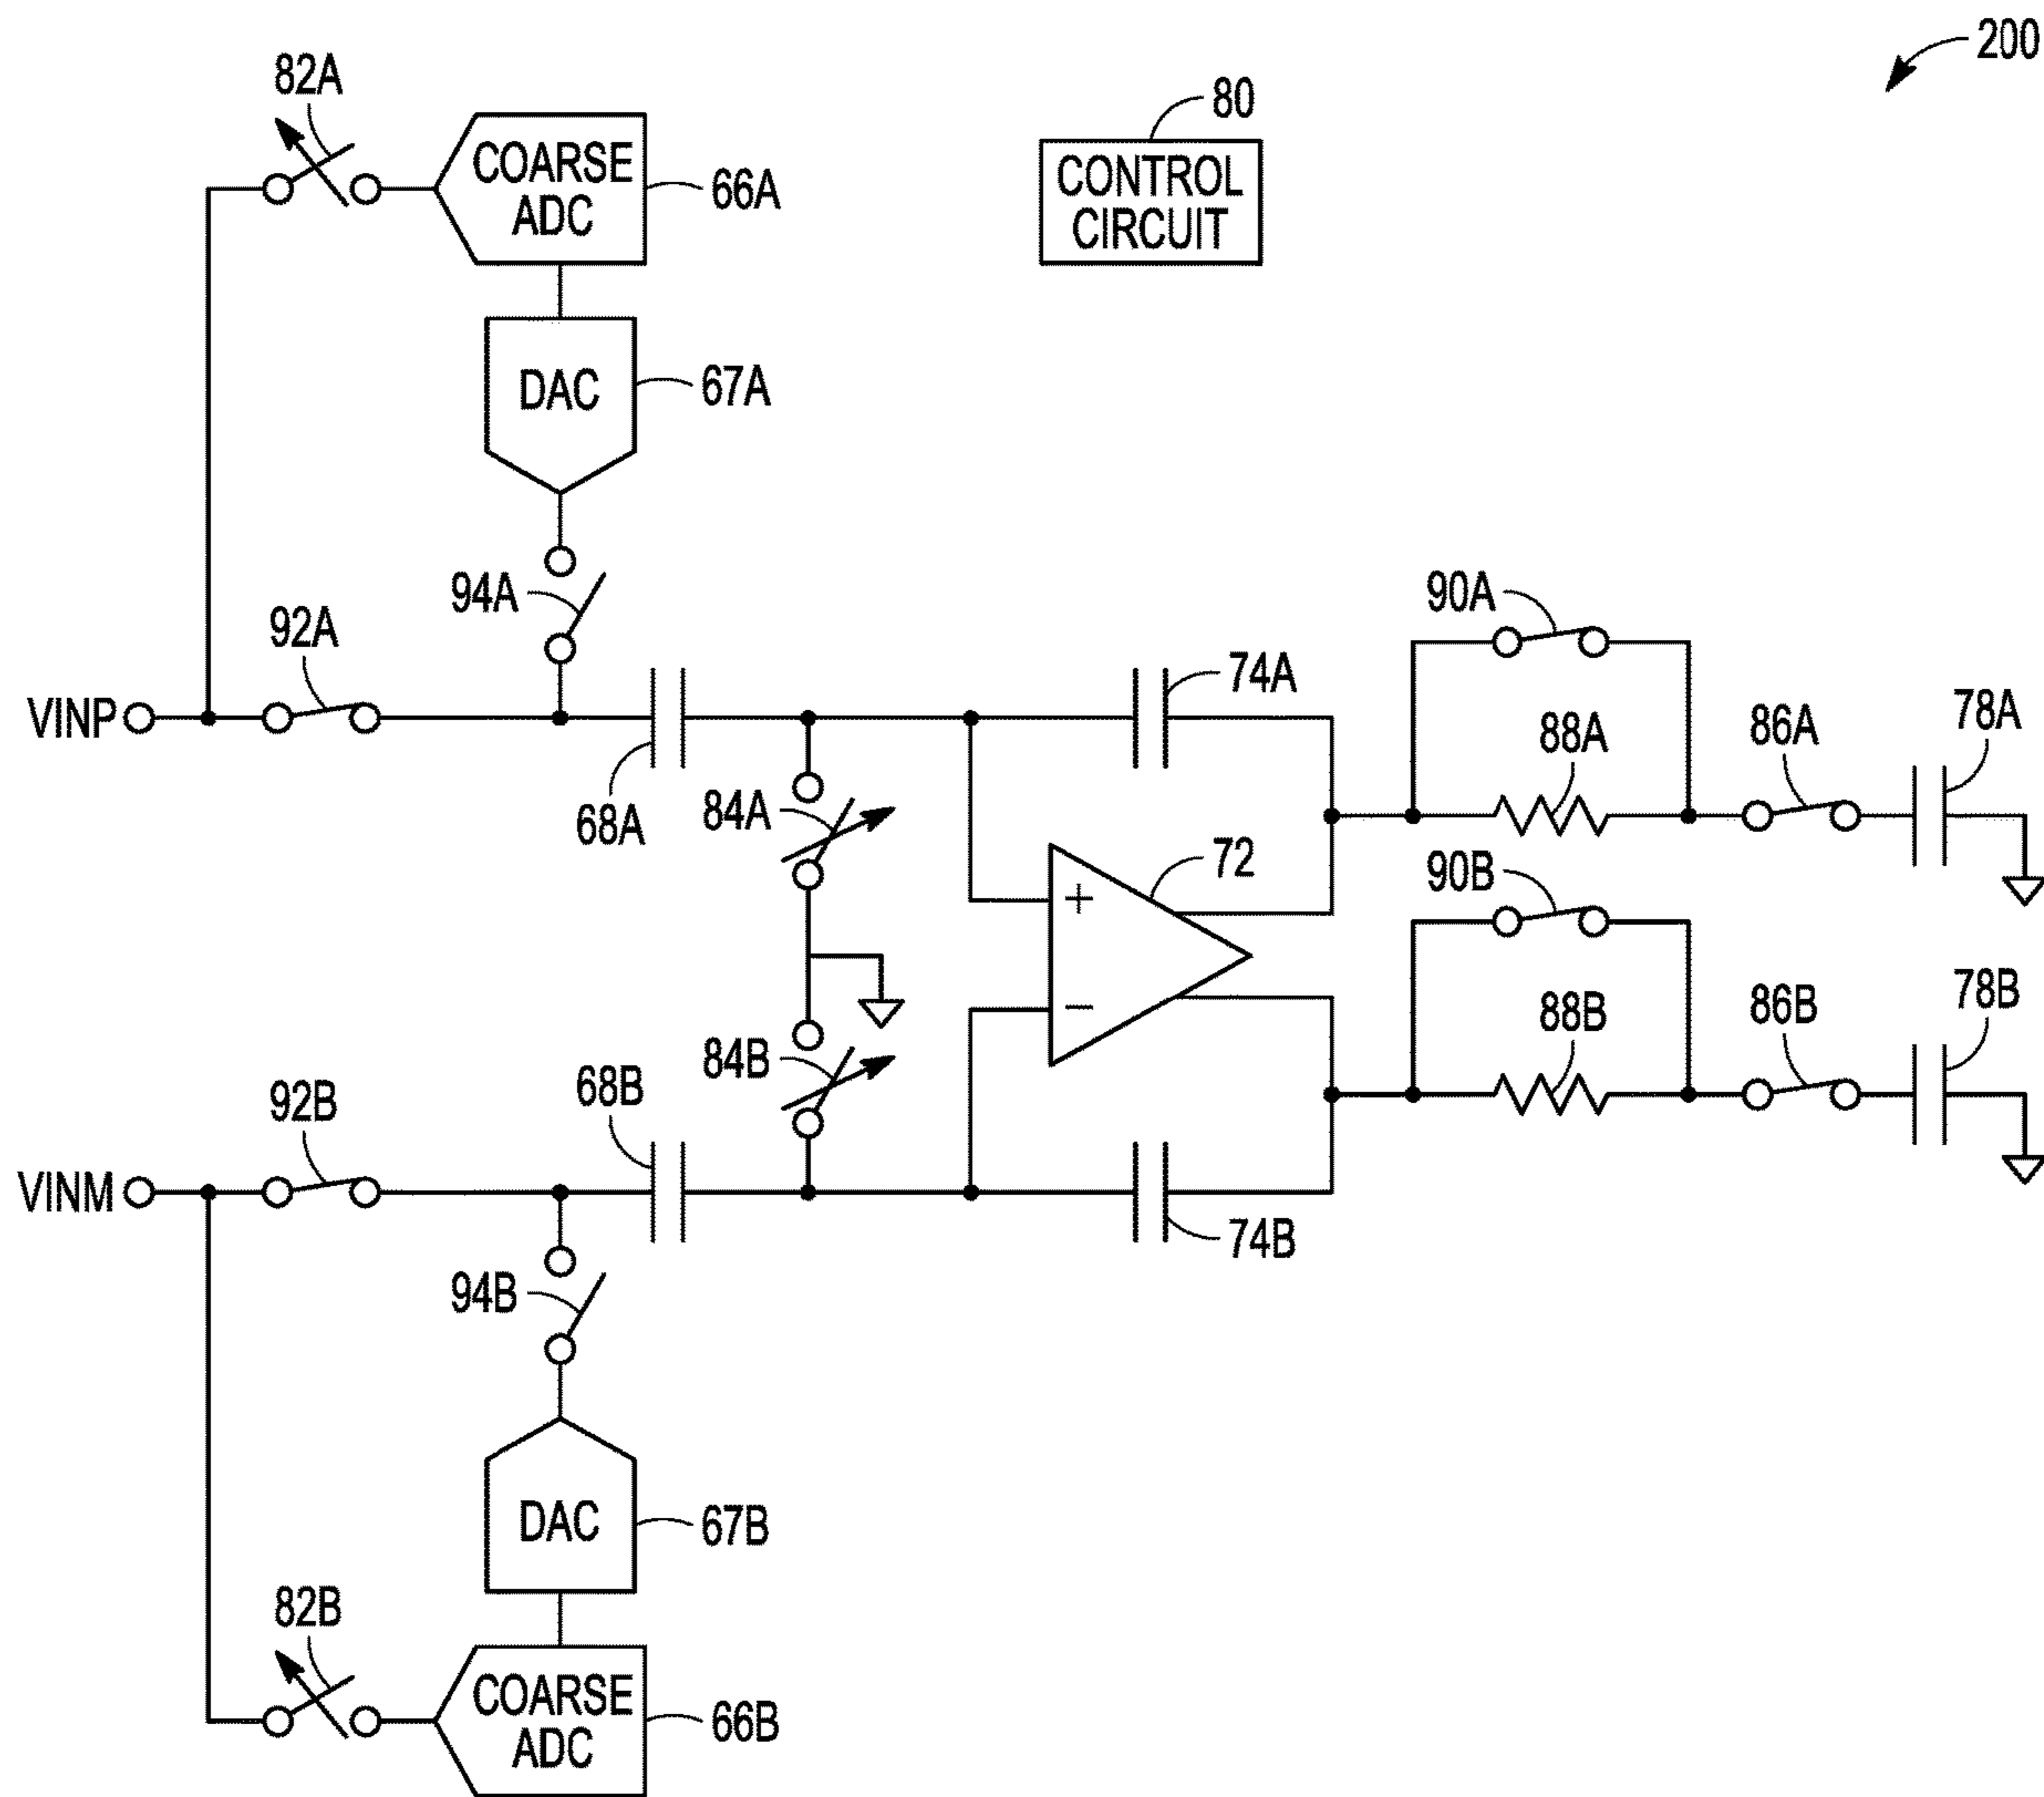 200
82A
COARSE
ADC
66A
80
CONTROL
CIRCUIT
DAC
67A
94A
92A
VINP
68A
84A
74A
90A
88A
86A
78A
72
+
−
90B
88B
86B
78B
84B
68B
92B
VINM
74B
94B
DAC
67B
82B
COARSE
ADC
66B